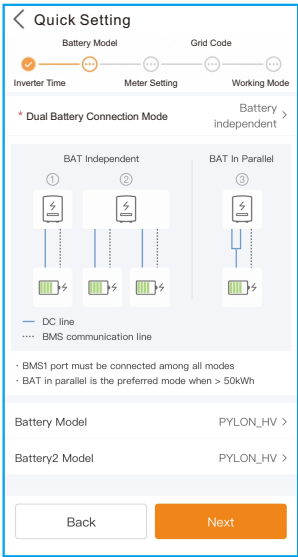 Quick Setting
Battery Model Grid Code
Inverter Time Meter Setting Working Mode
* Dual Battery Connection Mode Battery independent >
BAT Independent BAT In Parallel
① ② ③
DC line
BMS communication line
· BMS1 port must be connected among all modes
· BAT in parallel is the preferred mode when > 50kWh
Battery Model PYLON_HV >
Battery2 Model PYLON_HV >
Back Next